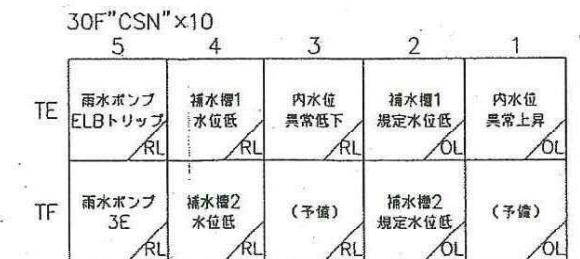 30F"CSN"×10
5 4 3 2 1
TE
雨水ポンプ
ELBトリップ
RL
補水槽1
水位低
RL
内水位
異常低下
RL
補水槽1
規定水位低
OL
内水位
異常上昇
OL
TF
雨水ポンプ
3E
RL
補水槽2
水位低
RL
(予備)
RL
補水槽2
規定水位低
OL
(予備)
OL